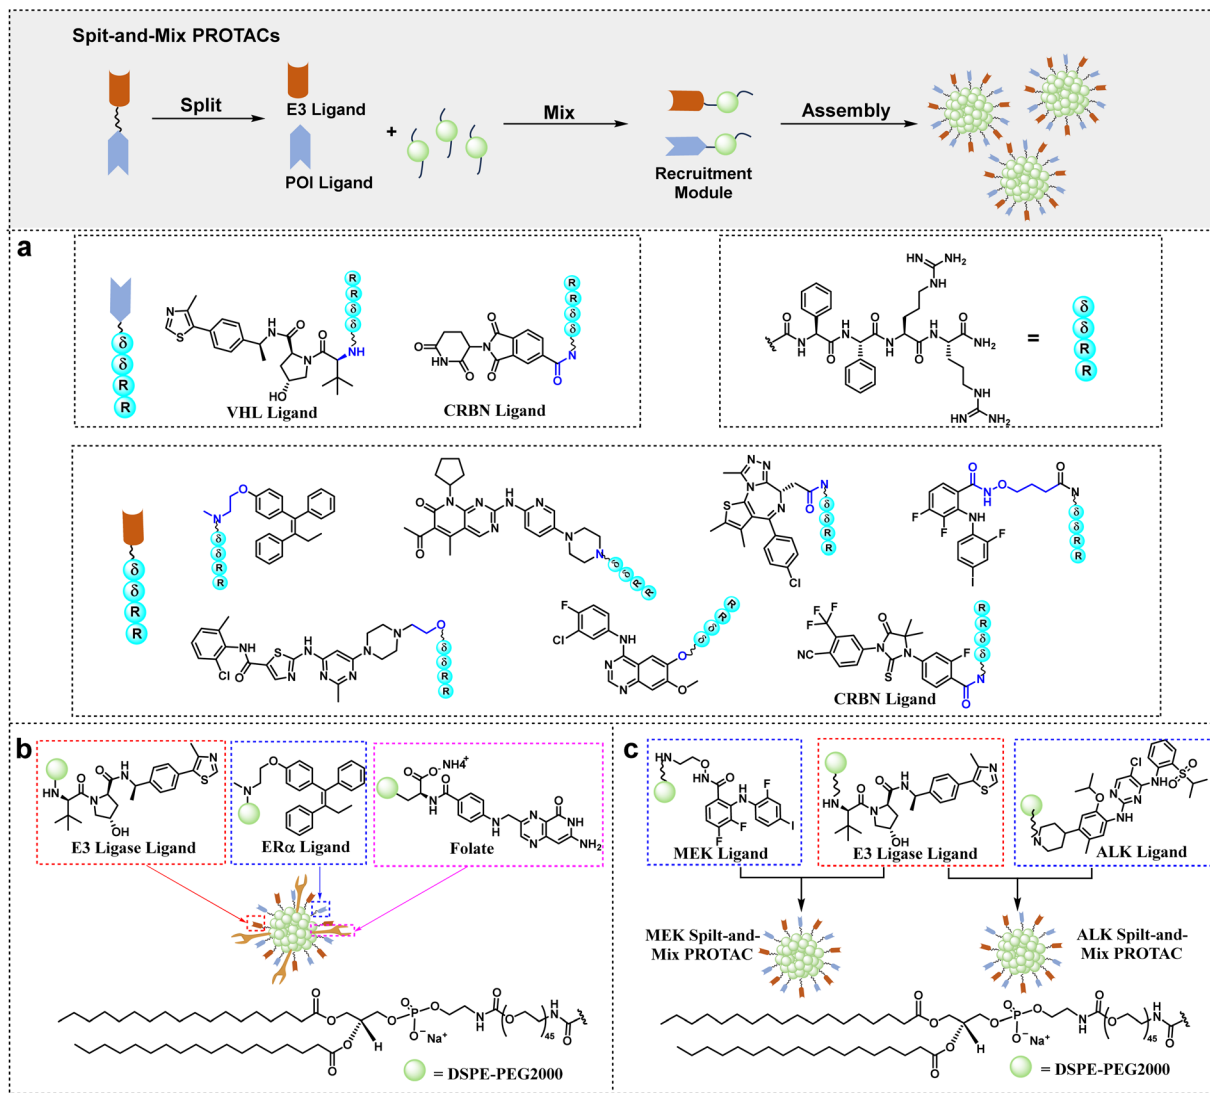 Spit-and-Mix PROTACs
Split
E3 Ligand
POI Ligand
+
Mix
Recruitment
Module
Assembly
a
VHL Ligand
CRBN Ligand
=
δ
δ
R
R
CRBN Ligand
b
E3 Ligase Ligand
ERα Ligand
Folate
= DSPE-PEG2000
c
MEK Ligand
E3 Ligase Ligand
ALK Ligand
MEK Spilt-and-
Mix PROTAC
ALK Spilt-and-
Mix PROTAC
= DSPE-PEG2000